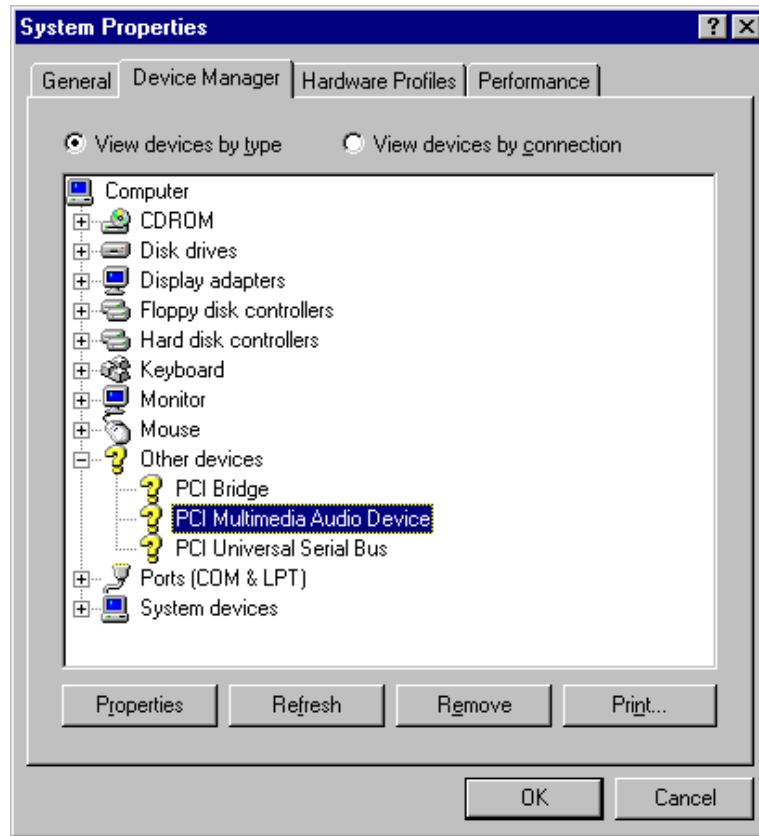 System Properties
General Device Manager Hardware Profiles Performance
View devices by type View devices by connection
Computer
CDROM
Disk drives
Display adapters
Floppy disk controllers
Hard disk controllers
Keyboard
Monitor
Mouse
Other devices
PCI Bridge
PCI Multimedia Audio Device
PCI Universal Serial Bus
Ports (COM & LPT)
System devices
Properties Refresh Remove Print...
OK Cancel